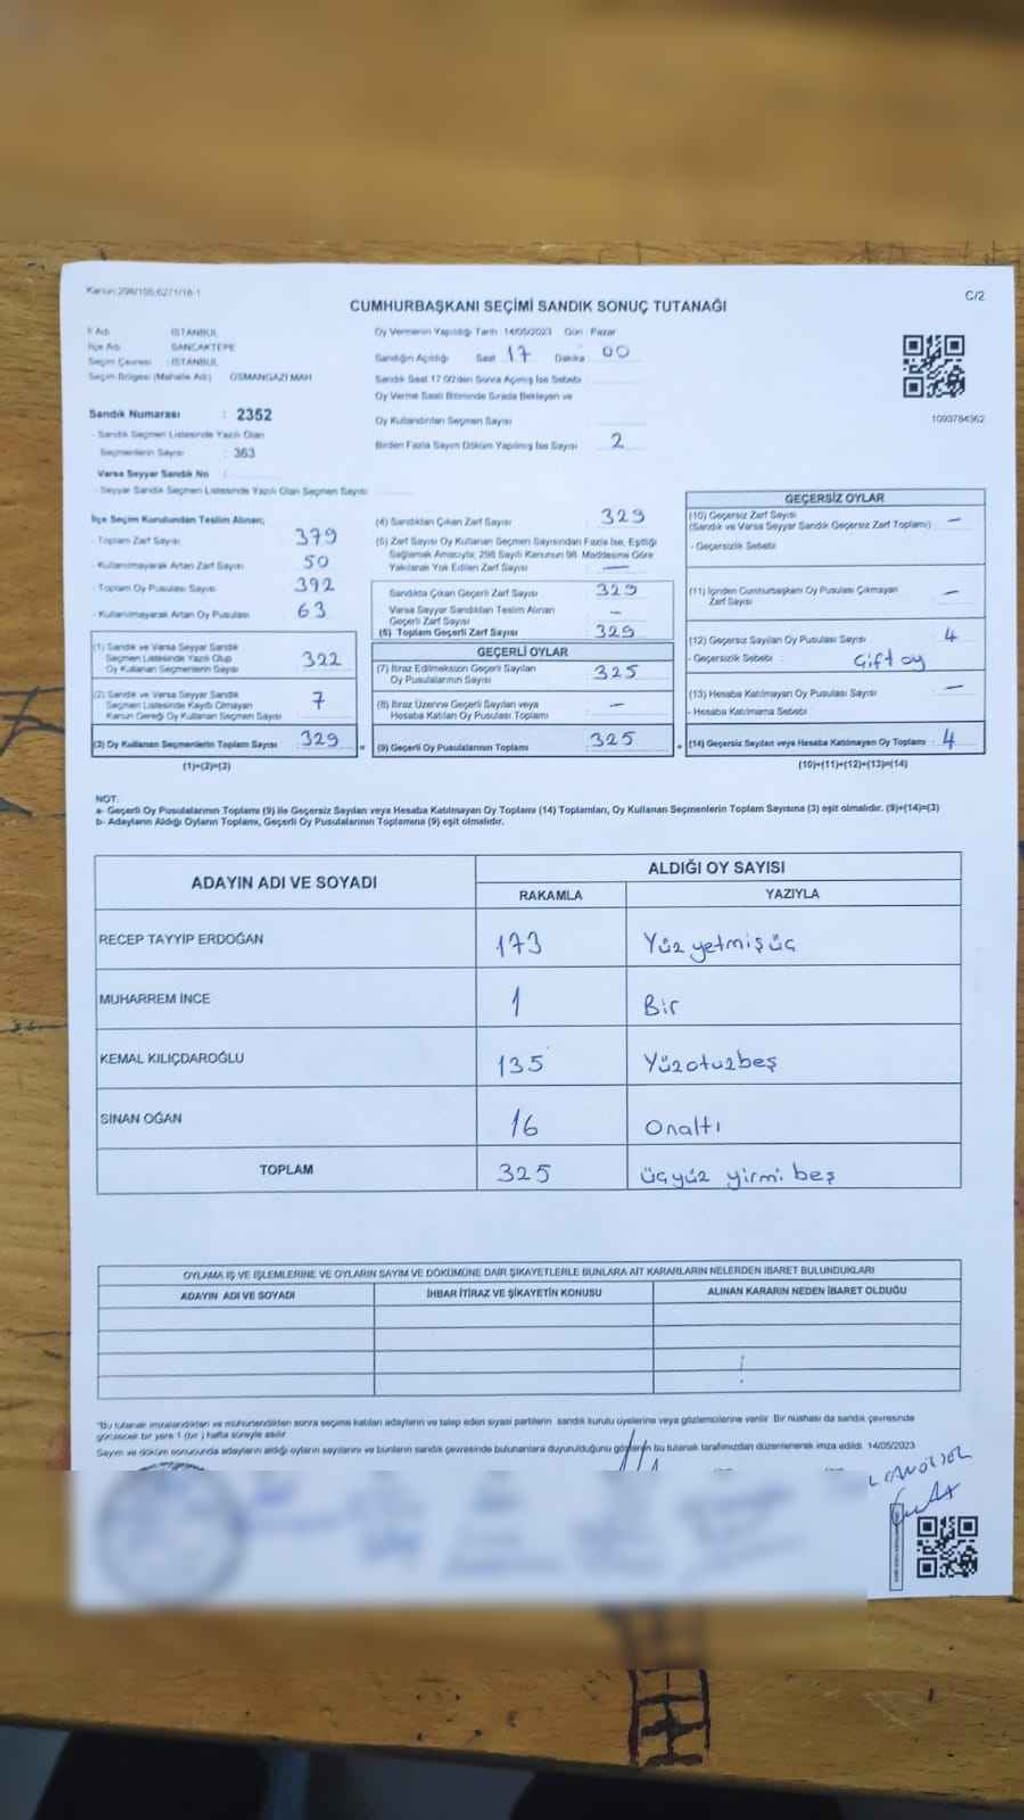 Kanun:298/105;6271/18-1
C/2
CUMHURBAŞKANI SEÇİMİ SANDIK SONUÇ TUTANAĞI
İl Adı : İSTANBUL
İlçe Adı : SANCAKTEPE
Seçim Çevresi : İSTANBUL
Seçim Bölgesi (Mahalle Adı) : OSMANGAZİ MAH
Sandık Numarası : 2352
- Sandık Seçmen Listesinde Yazılı Olan
Seçmenlerin Sayısı : 363
Varsa Seyyar Sandık No :
- Seyyar Sandık Seçmen Listesinde Yazılı Olan Seçmen Sayısı
Oy Vermenin Yapıldığı Tarih : 14/05/2023 Gün : Pazar
Sandığın Açıldığı Saat 17 Dakika 00
Sandık Saat 17.00'den Sonra Açılmış İse Sebebi
Oy Verme Saati Bitiminde Sırada Bekleyen ve
Oy Kullandırılan Seçmen Sayısı
Birden Fazla Sayım Döküm Yapılmış İse Sayısı 2
1093784362
İlçe Seçim Kurulundan Teslim Alınan;
- Toplam Zarf Sayısı 379
- Kullanılmayarak Artan Zarf Sayısı 50
- Toplam Oy Pusulası Sayısı 392
- Kullanılmayarak Artan Oy Pusulası 63
(1) Sandık ve Varsa Seyyar Sandık
Seçmen Listesinde Yazılı Olup
Oy Kullanan Seçmenlerin Sayısı 322
(2) Sandık ve Varsa Seyyar Sandık
Seçmen Listesinde Kayıtlı Olmayan
Kanun Gereği Oy Kullanan Seçmen Sayısı 7
(3) Oy Kullanan Seçmenlerin Toplam Sayısı 329
(1)+(2)=(3)
(4) Sandıktan Çıkan Zarf Sayısı : 329
(5) Zarf Sayısı Oy Kullanan Seçmen Sayısından Fazla İse, Eşitliği
Sağlamak Amacıyla; 298 Sayılı Kanunun 98. Maddesine Göre
Yakılarak Yok Edilen Zarf Sayısı —
Sandıkta Çıkan Geçerli Zarf Sayısı 329
Varsa Seyyar Sandıktan Teslim Alınan
Geçerli Zarf Sayısı —
(6) Toplam Geçerli Zarf Sayısı 329
GEÇERLİ OYLAR
(7) İtiraz Edilmeksizin Geçerli Sayılan
Oy Pusulalarının Sayısı 325
(8) İtiraz Üzerine Geçerli Sayılan veya
Hesaba Katılan Oy Pusulası Toplamı —
= (9) Geçerli Oy Pusulalarının Toplamı 325
GEÇERSİZ OYLAR
(10) Geçersiz Zarf Sayısı
(Sandık ve Varsa Seyyar Sandık Geçersiz Zarf Toplamı) —
- Geçersizlik Sebebi
(11) İçinden Cumhurbaşkanı Oy Pusulası Çıkmayan
Zarf Sayısı —
(12) Geçersiz Sayılan Oy Pusulası Sayısı 4
- Geçersizlik Sebebi : Çift oy
(13) Hesaba Katılmayan Oy Pusulası Sayısı —
- Hesaba Katılmama Sebebi
+ (14) Geçersiz Sayılan veya Hesaba Katılmayan Oy Toplamı : 4
(10)+(11)+(12)+(13)=(14)
NOT:
a- Geçerli Oy Pusulalarının Toplamı (9) ile Geçersiz Sayılan veya Hesaba Katılmayan Oy Toplamı (14) Toplamları, Oy Kullanan Seçmenlerin Toplam Sayısına (3) eşit olmalıdır. (9)+(14)=(3)
b- Adayların Aldığı Oyların Toplamı, Geçerli Oy Pusulalarının Toplamına (9) eşit olmalıdır.
ADAYIN ADI VE SOYADI
ALDIĞI OY SAYISI
RAKAMLA YAZIYLA
RECEP TAYYİP ERDOĞAN 173 Yüz yetmişüç
MUHARREM İNCE 1 Bir
KEMAL KILIÇDAROĞLU 135 Yüzotuzbeş
SİNAN OĞAN 16 Onaltı
TOPLAM 325 üçyüz yirmi beş
OYLAMA İŞ VE İŞLEMLERİNE VE OYLARIN SAYIM VE DÖKÜMÜNE DAİR ŞİKAYETLERLE BUNLARA AİT KARARLARIN NELERDEN İBARET BULUNDUKLARI
ADAYIN ADI VE SOYADI İHBAR İTİRAZ VE ŞİKAYETİN KONUSU ALINAN KARARIN NEDEN İBARET OLDUĞU
*Bu tutanak imzalandıktan ve mühürlendikten sonra seçime katılan adayların ve talep eden siyasi partilerin sandık kurulu üyelerine veya gözlemcilerine verilir. Bir nüshası da sandık çevresinde
görülecek bir yere 1 (bir) hafta süreyle asılır.
Sayım ve döküm sonucunda adayların aldığı oyların sayılarını ve bunların sandık çevresinde bulunanlara duyurulduğunu gösteren bu tutanak tarafımızdan düzenlenerek imza edildi. 14/05/2023